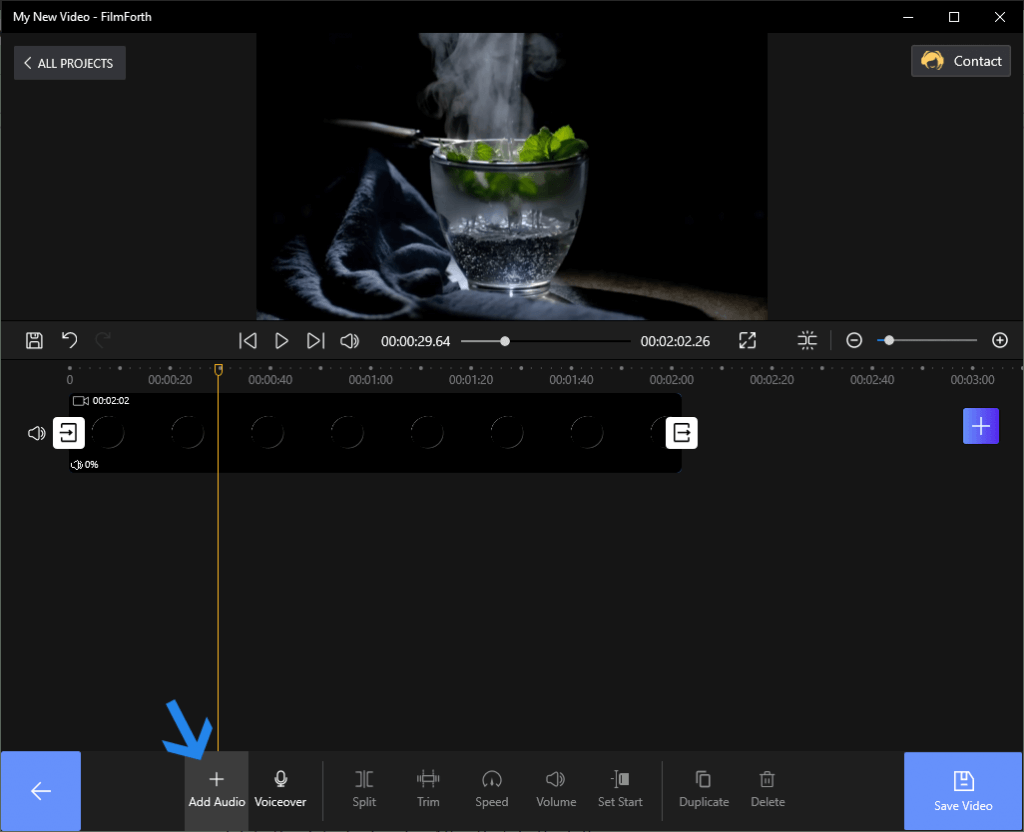 My New Video - FilmForth
ALL PROJECTS
Contact
00:00:29.64
00:02:02.26
0 00:00:20 00:00:40 00:01:00 00:01:20 00:01:40 00:02:00 00:02:20 00:02:40 00:03:00
00:02:02
0%
Add Audio Voiceover Split Trim Speed Volume Set Start Duplicate Delete Save Video